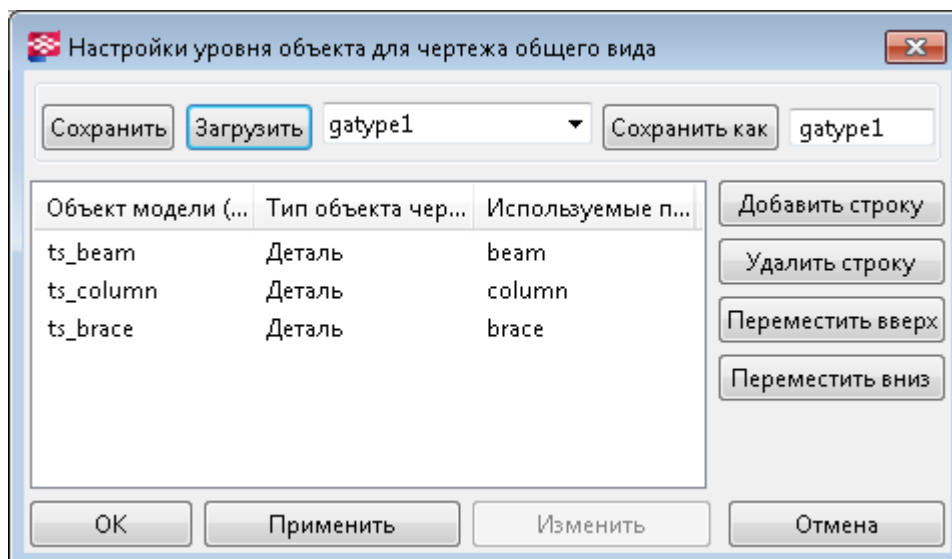 Настройки уровня объекта для чертежа общего вида
Сохранить Загрузить gatype1 Сохранить как gatype1
Объект модели (... Тип объекта чер... Используемые п... Добавить строку
ts_beam Деталь beam Удалить строку
ts_column Деталь column
ts_brace Деталь brace Переместить вверх
Переместить вниз
OK Применить Изменить Отмена